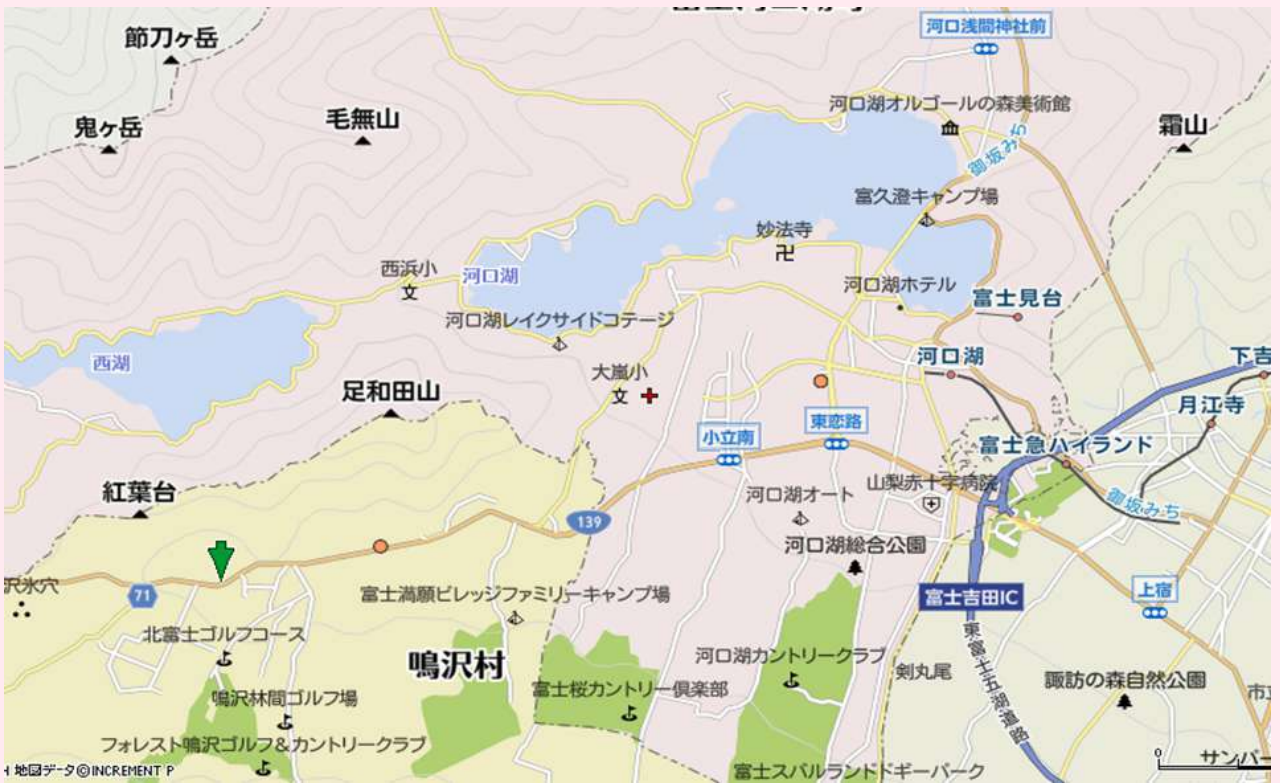 節刀ヶ岳
河口浅間神社前
鬼ヶ岳
毛無山
河口湖オルゴールの森美術館
霜山
御坂みち
富久澄キャンプ場
妙法寺
西浜小
文
河口湖
河口湖ホテル
富士見台
河口湖レイクサイドコテージ
西湖
大嵐小
文
河口湖
下吉
足和田山
月江寺
小立南
東恋路
富士急ハイランド
紅葉台
河口湖オート
山梨赤十字病院
御坂みち
139
河口湖総合公園
沢氷穴
71
富士満願ビレッジファミリーキャンプ場
富士吉田IC
上宿
北富士ゴルフコース
鳴沢村
河口湖カントリークラブ
剣丸尾
東富士五湖道路
諏訪の森自然公園
鳴沢林間ゴルフ場
富士桜カントリー倶楽部
市立
フォレスト鳴沢ゴルフ&カントリークラブ
0
サンパー
地図データ©INCREMENT P
富士スバルランドドギーパーク